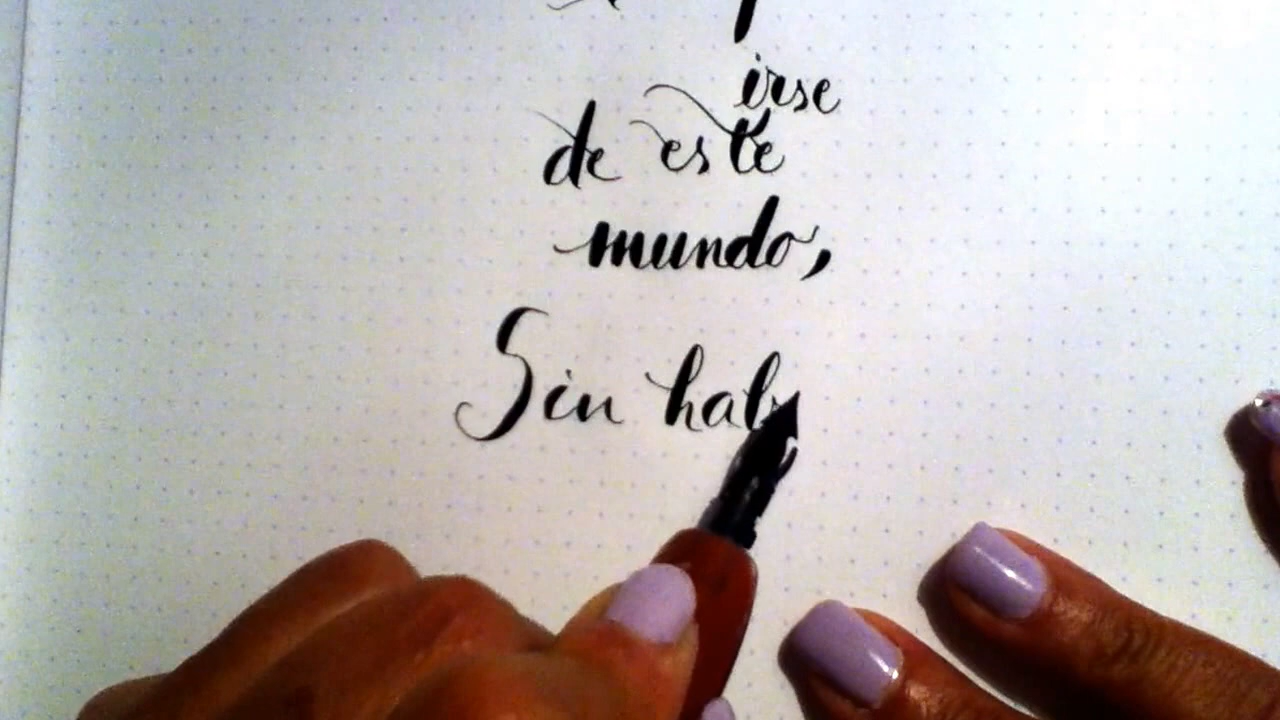 irse
de este
mundo,
Sin hab